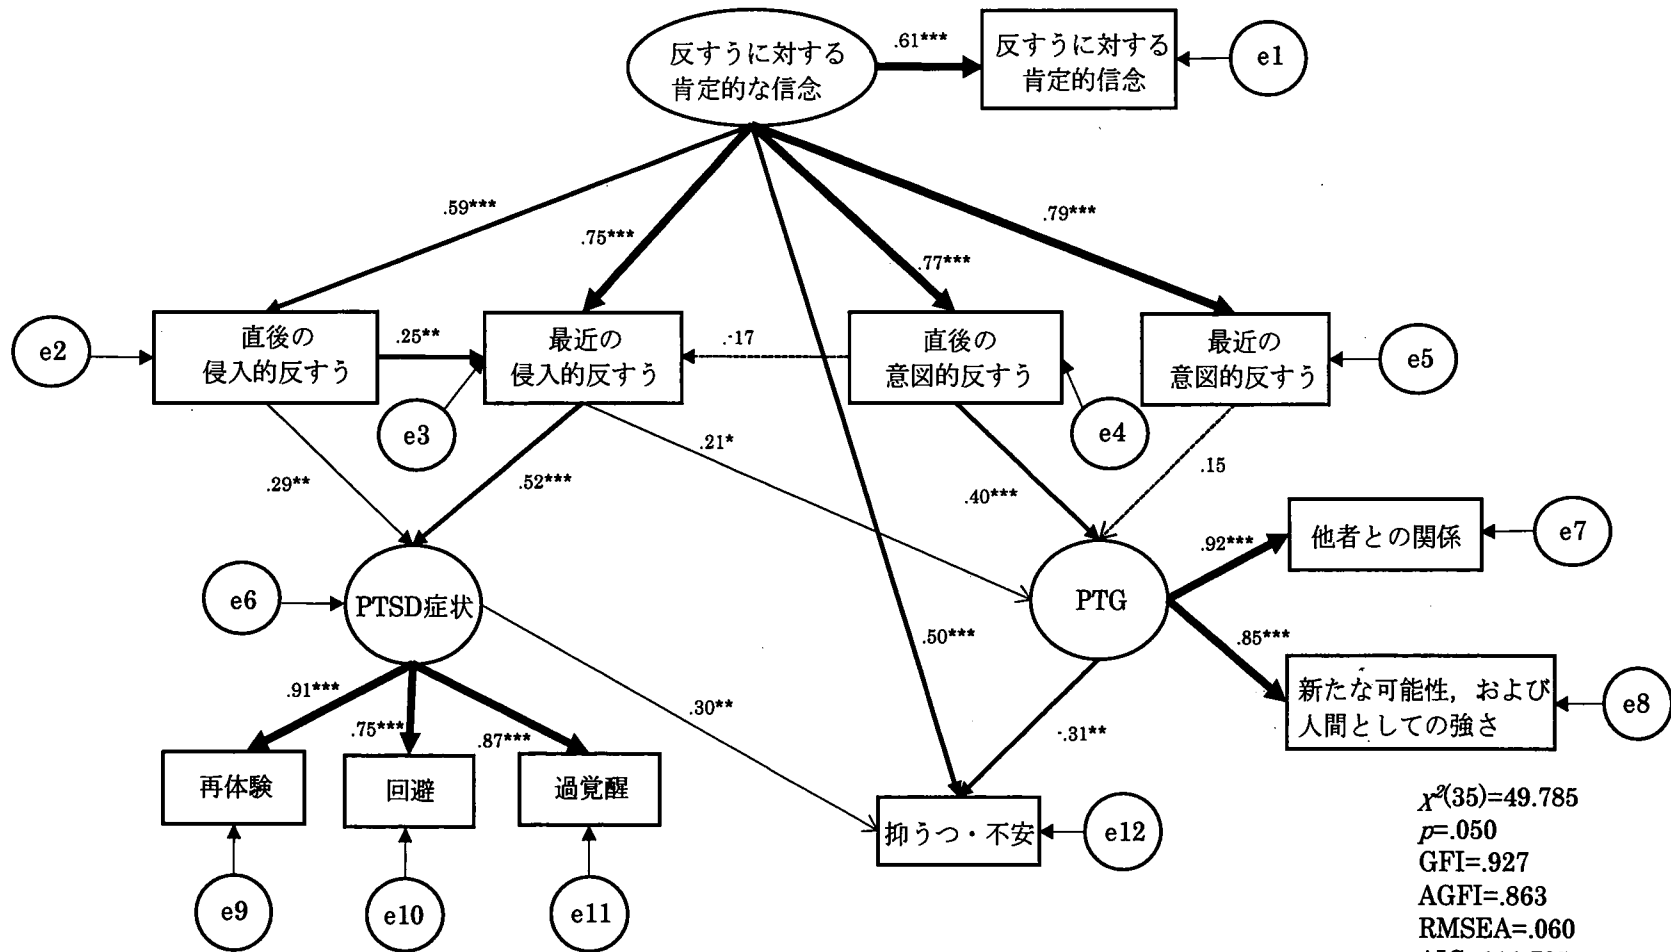 反すうに対する
肯定的な信念
.61***
反すうに対する
肯定的信念
e1
.59***
.75***
.77***
.79***
e2
直後の
侵入的反すう
.25**
最近の
侵入的反すう
-.17
直後の
意図的反すう
最近の
意図的反すう
e5
e3
e4
.29**
.52***
.21*
.40***
.15
他者との関係
e7
.92***
e6
PTSD症状
PTG
.50***
.85***
新たな可能性，および
人間としての強さ
e8
.91***
.75***
.87***
.30**
-.31**
再体験
回避
過覚醒
抑うつ・不安
e12
e9
e10
e11
χ²(35)=49.785
p=.050
GFI=.927
AGFI=.863
RMSEA=.060